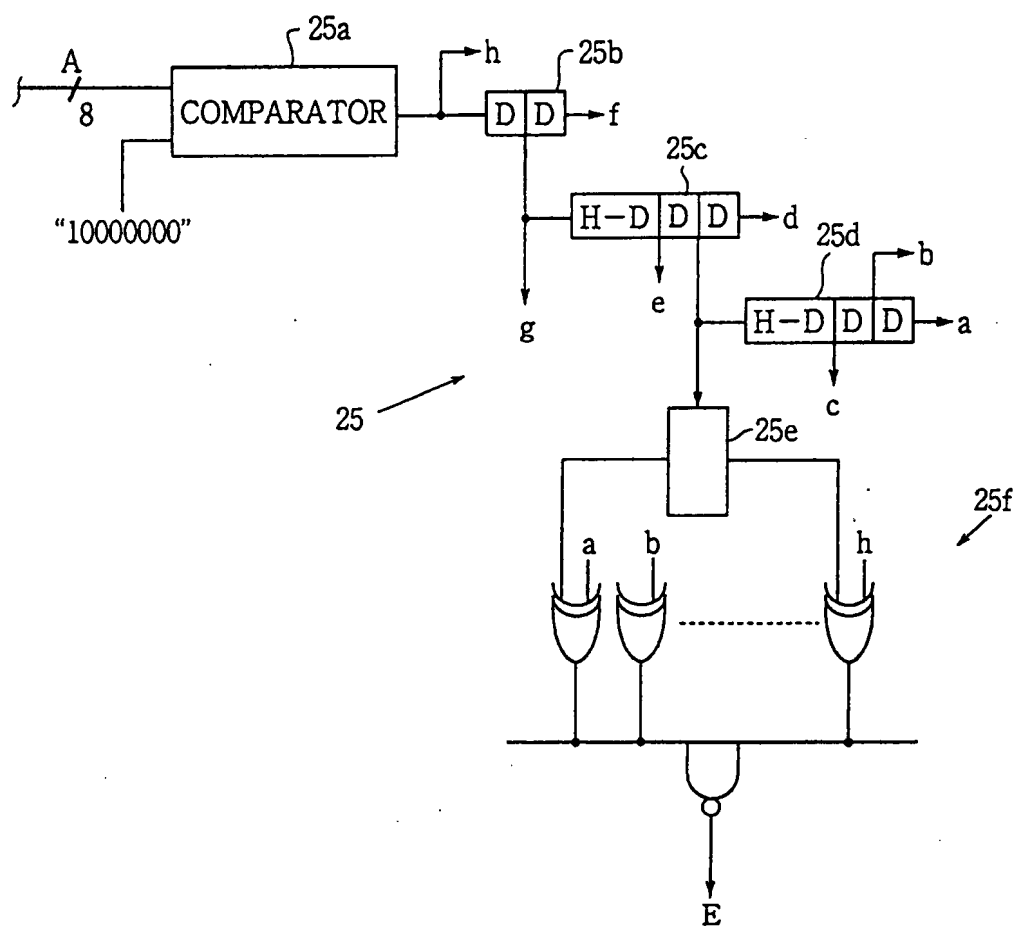 25a
A
8
COMPARATOR
"10000000"
h
25b
D D
f
g
25c
H-D D D
d
e
25d
b
H-D D D
a
c
25
25e
25f
a
b
h
E